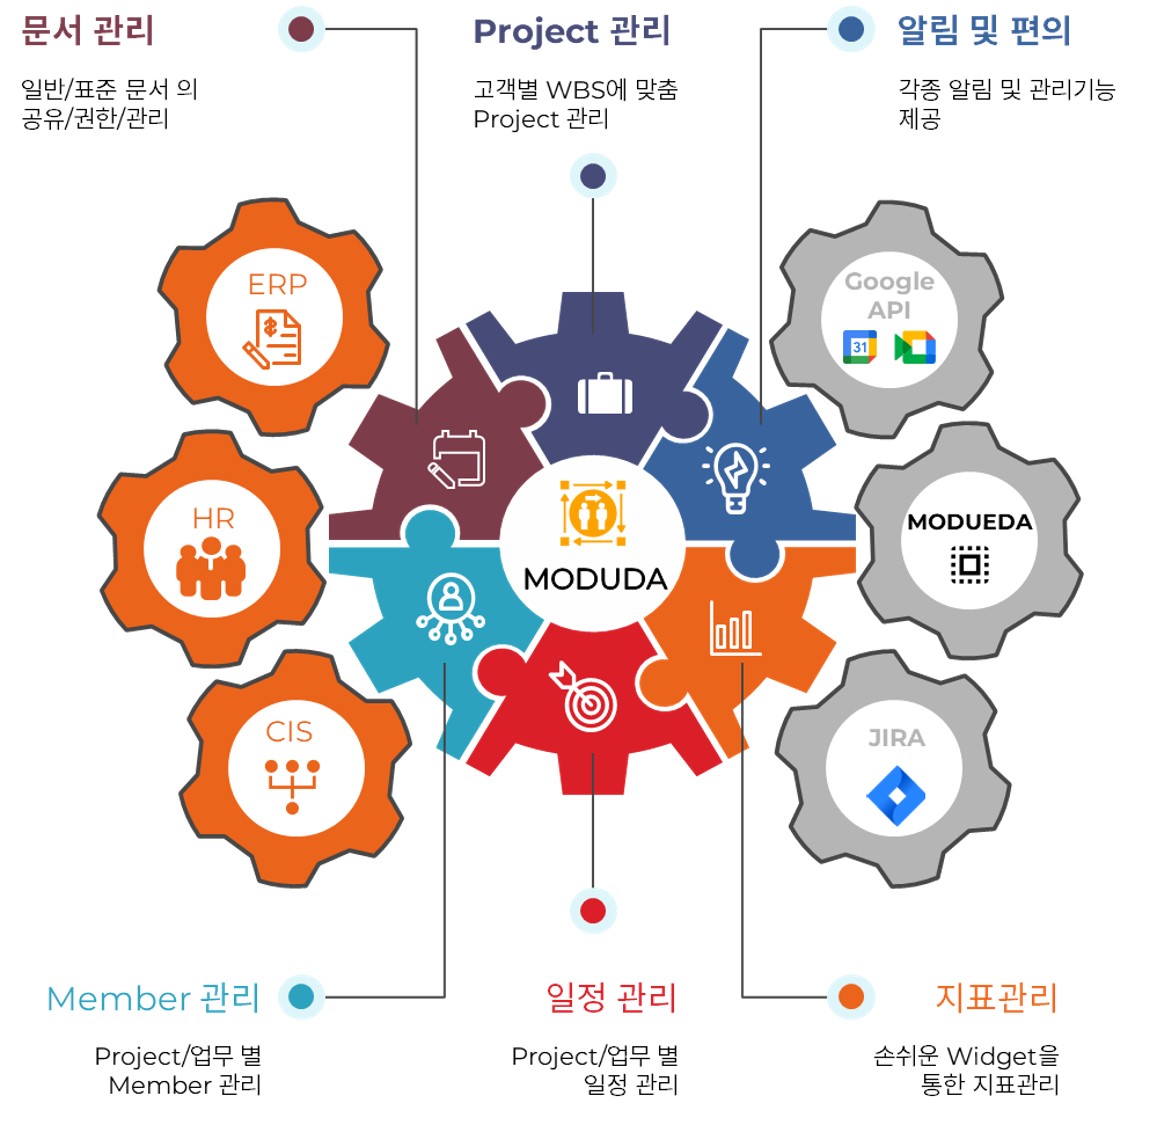 문서 관리
일반/표준 문서 의
공유/권한/관리
Project 관리
고객별 WBS에 맞춤
Project 관리
알림 및 편의
각종 알림 및 관리기능
제공
ERP
$
Google
API
31
HR
MODUEDA
MODUDA
CIS
JIRA
Member 관리
Project/업무 별
Member 관리
일정 관리
Project/업무 별
일정 관리
지표관리
손쉬운 Widget을
통한 지표관리